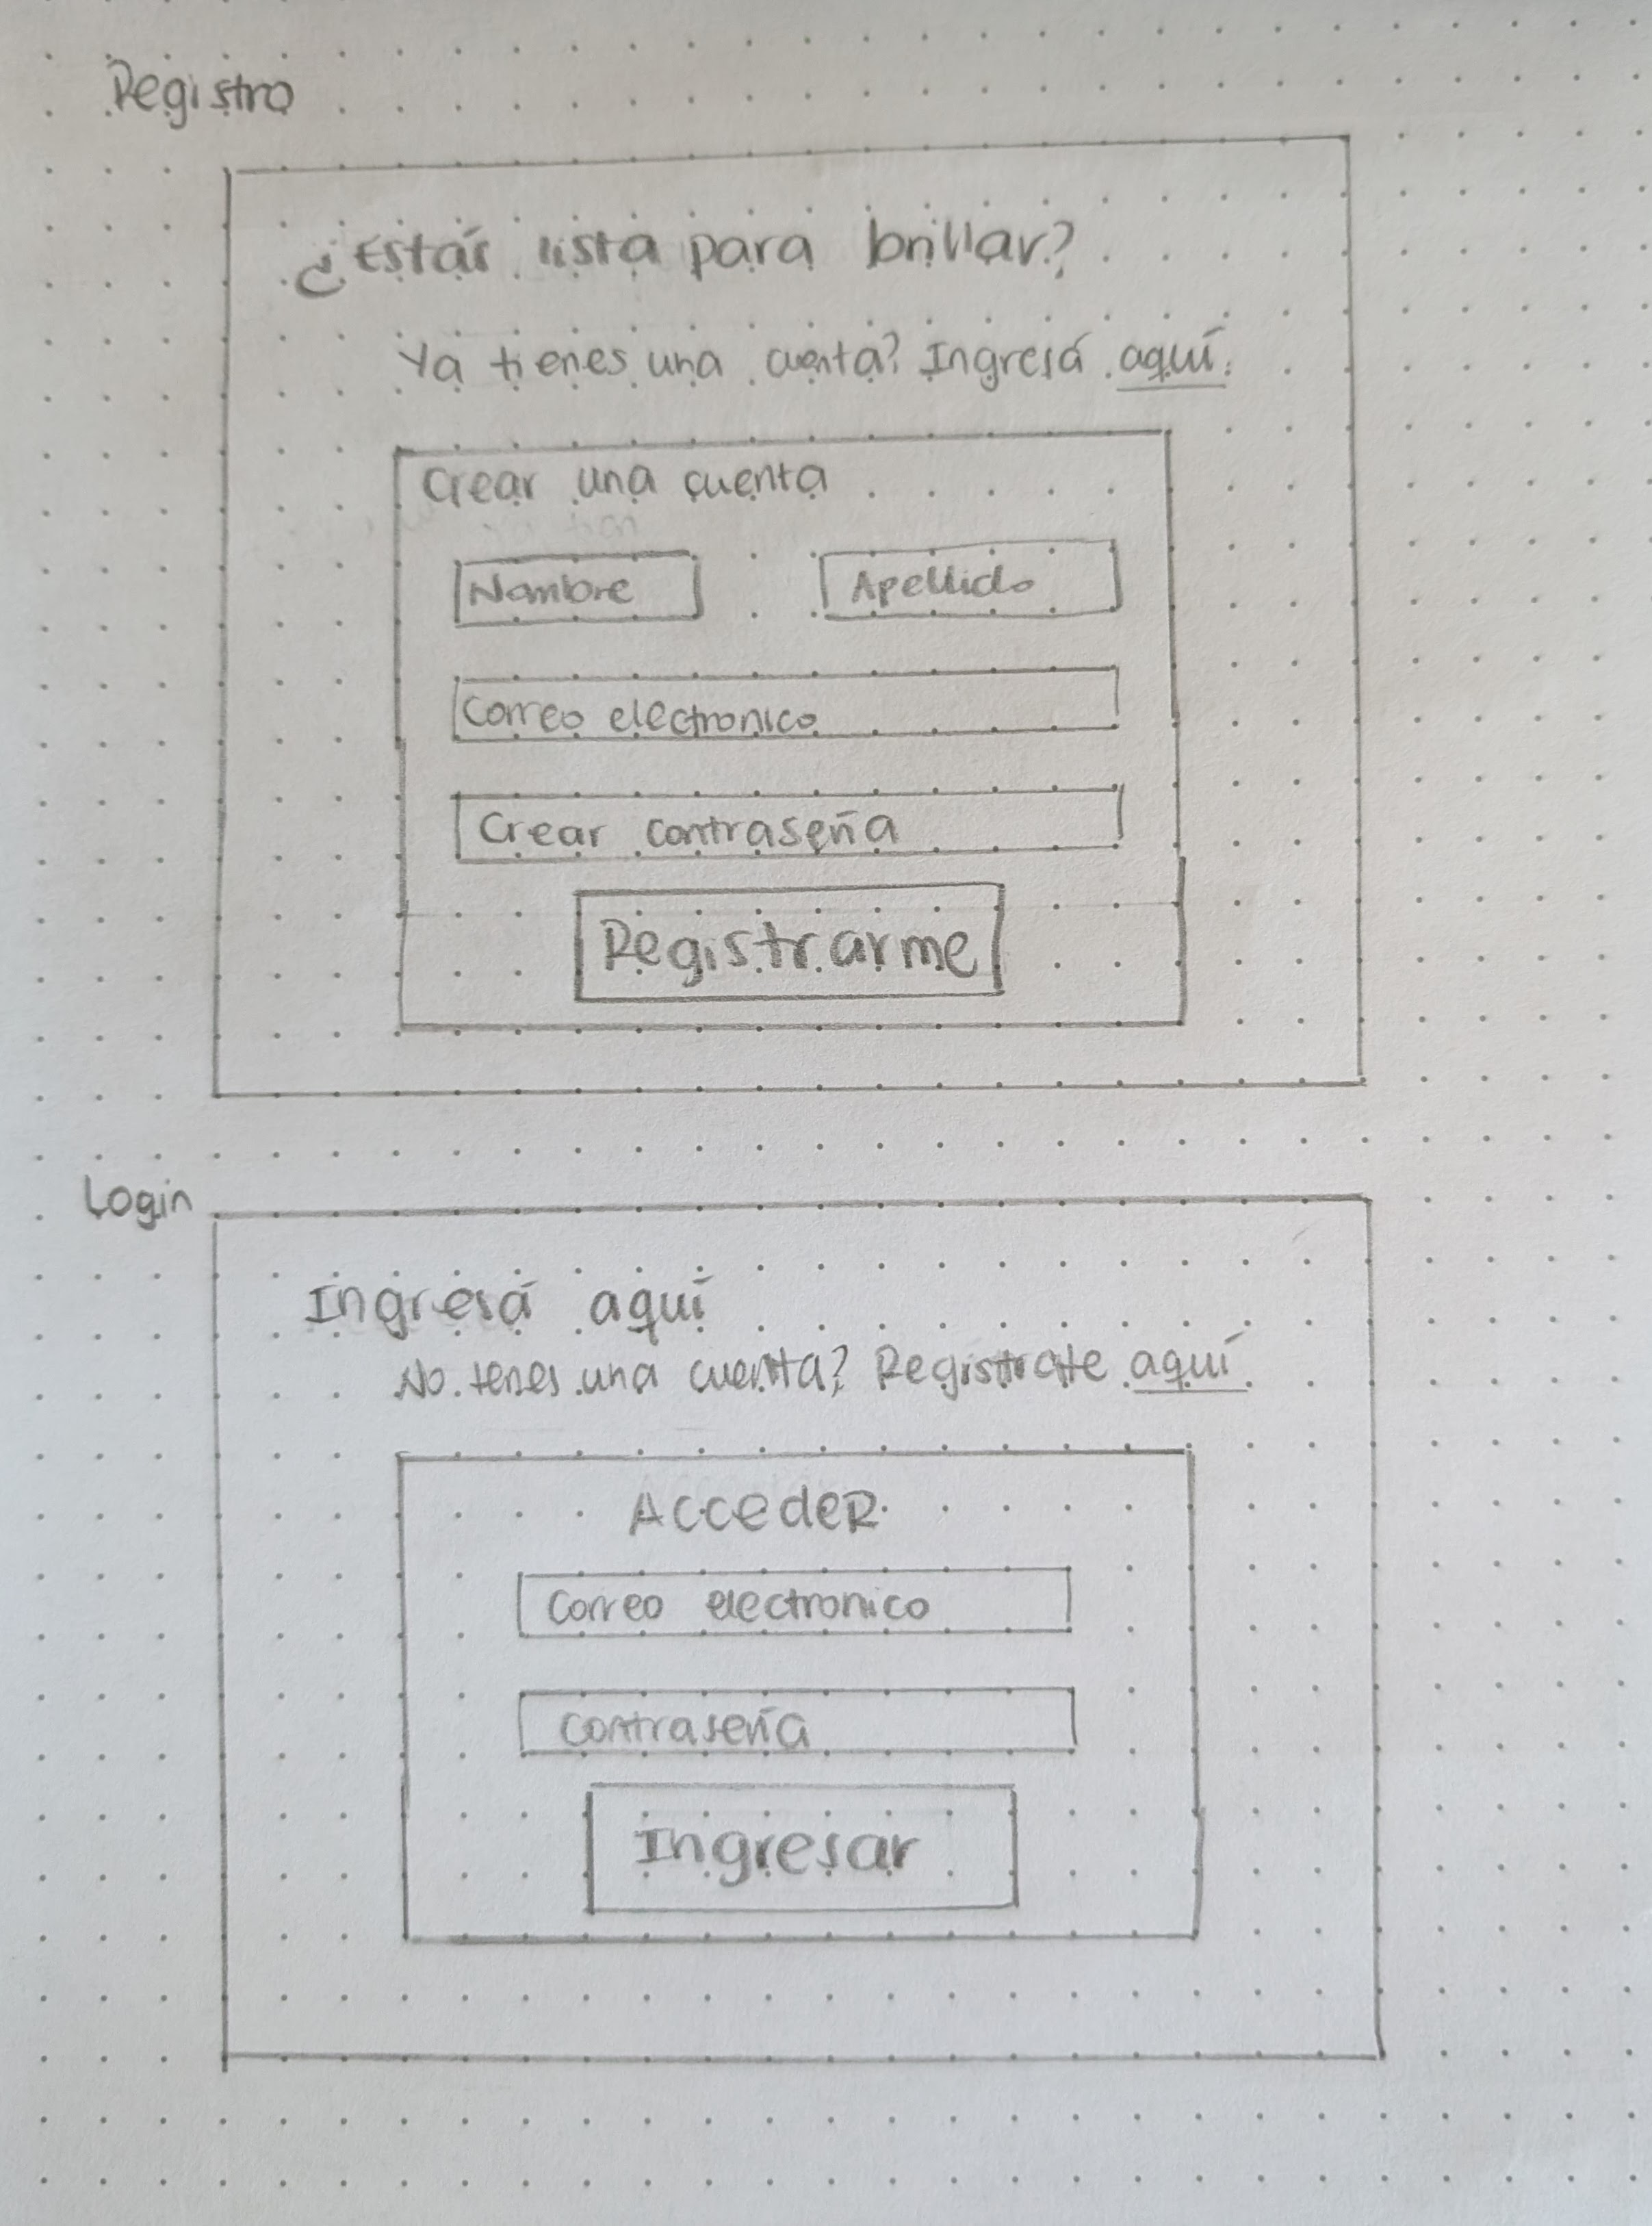 Registro
¿Estás lista para brillar?
Ya tienes una cuenta? Ingresá aquí.
Crear una cuenta
Nombre Apellido
Correo electronico
Crear contraseña
Registrarme
Login
Ingresá aquí
No tenes una cuenta? Registrate aquí.
AccedeR
Correo electronico
Contraseña
Ingresar